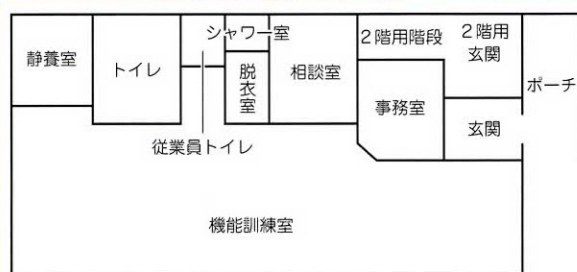 静養室
トイレ
シャワー室
脱衣室
相談室
2階用階段
2階用
玄関
ポーチ
事務室
玄関
従業員トイレ
機能訓練室